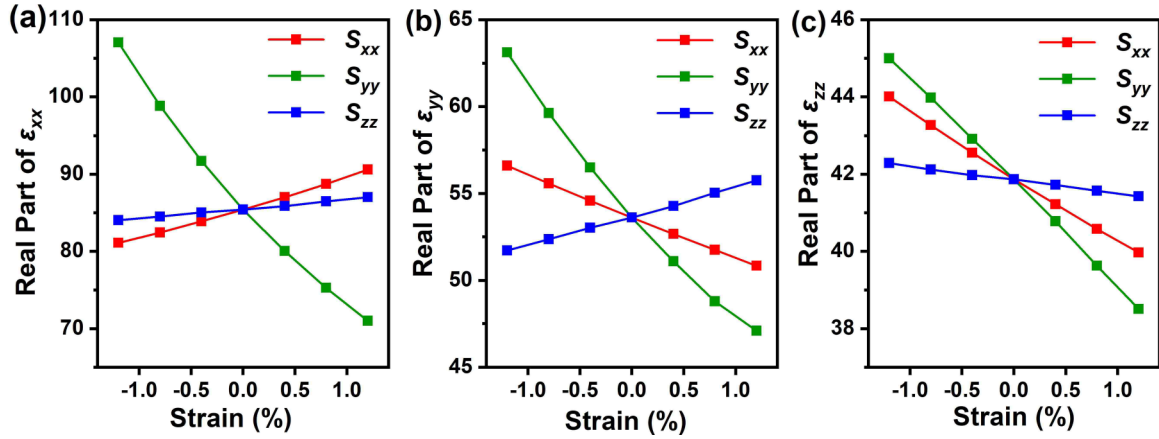 (a)
110
100
90
80
70
Real Part of εxx
Sxx
Syy
Szz
-1.0 -0.5 0.0 0.5 1.0
Strain (%)
(b)
65
60
55
50
45
Real Part of εyy
Sxx
Syy
Szz
-1.0 -0.5 0.0 0.5 1.0
Strain (%)
(c)
46
44
42
40
38
Real Part of εzz
Sxx
Syy
Szz
-1.0 -0.5 0.0 0.5 1.0
Strain (%)